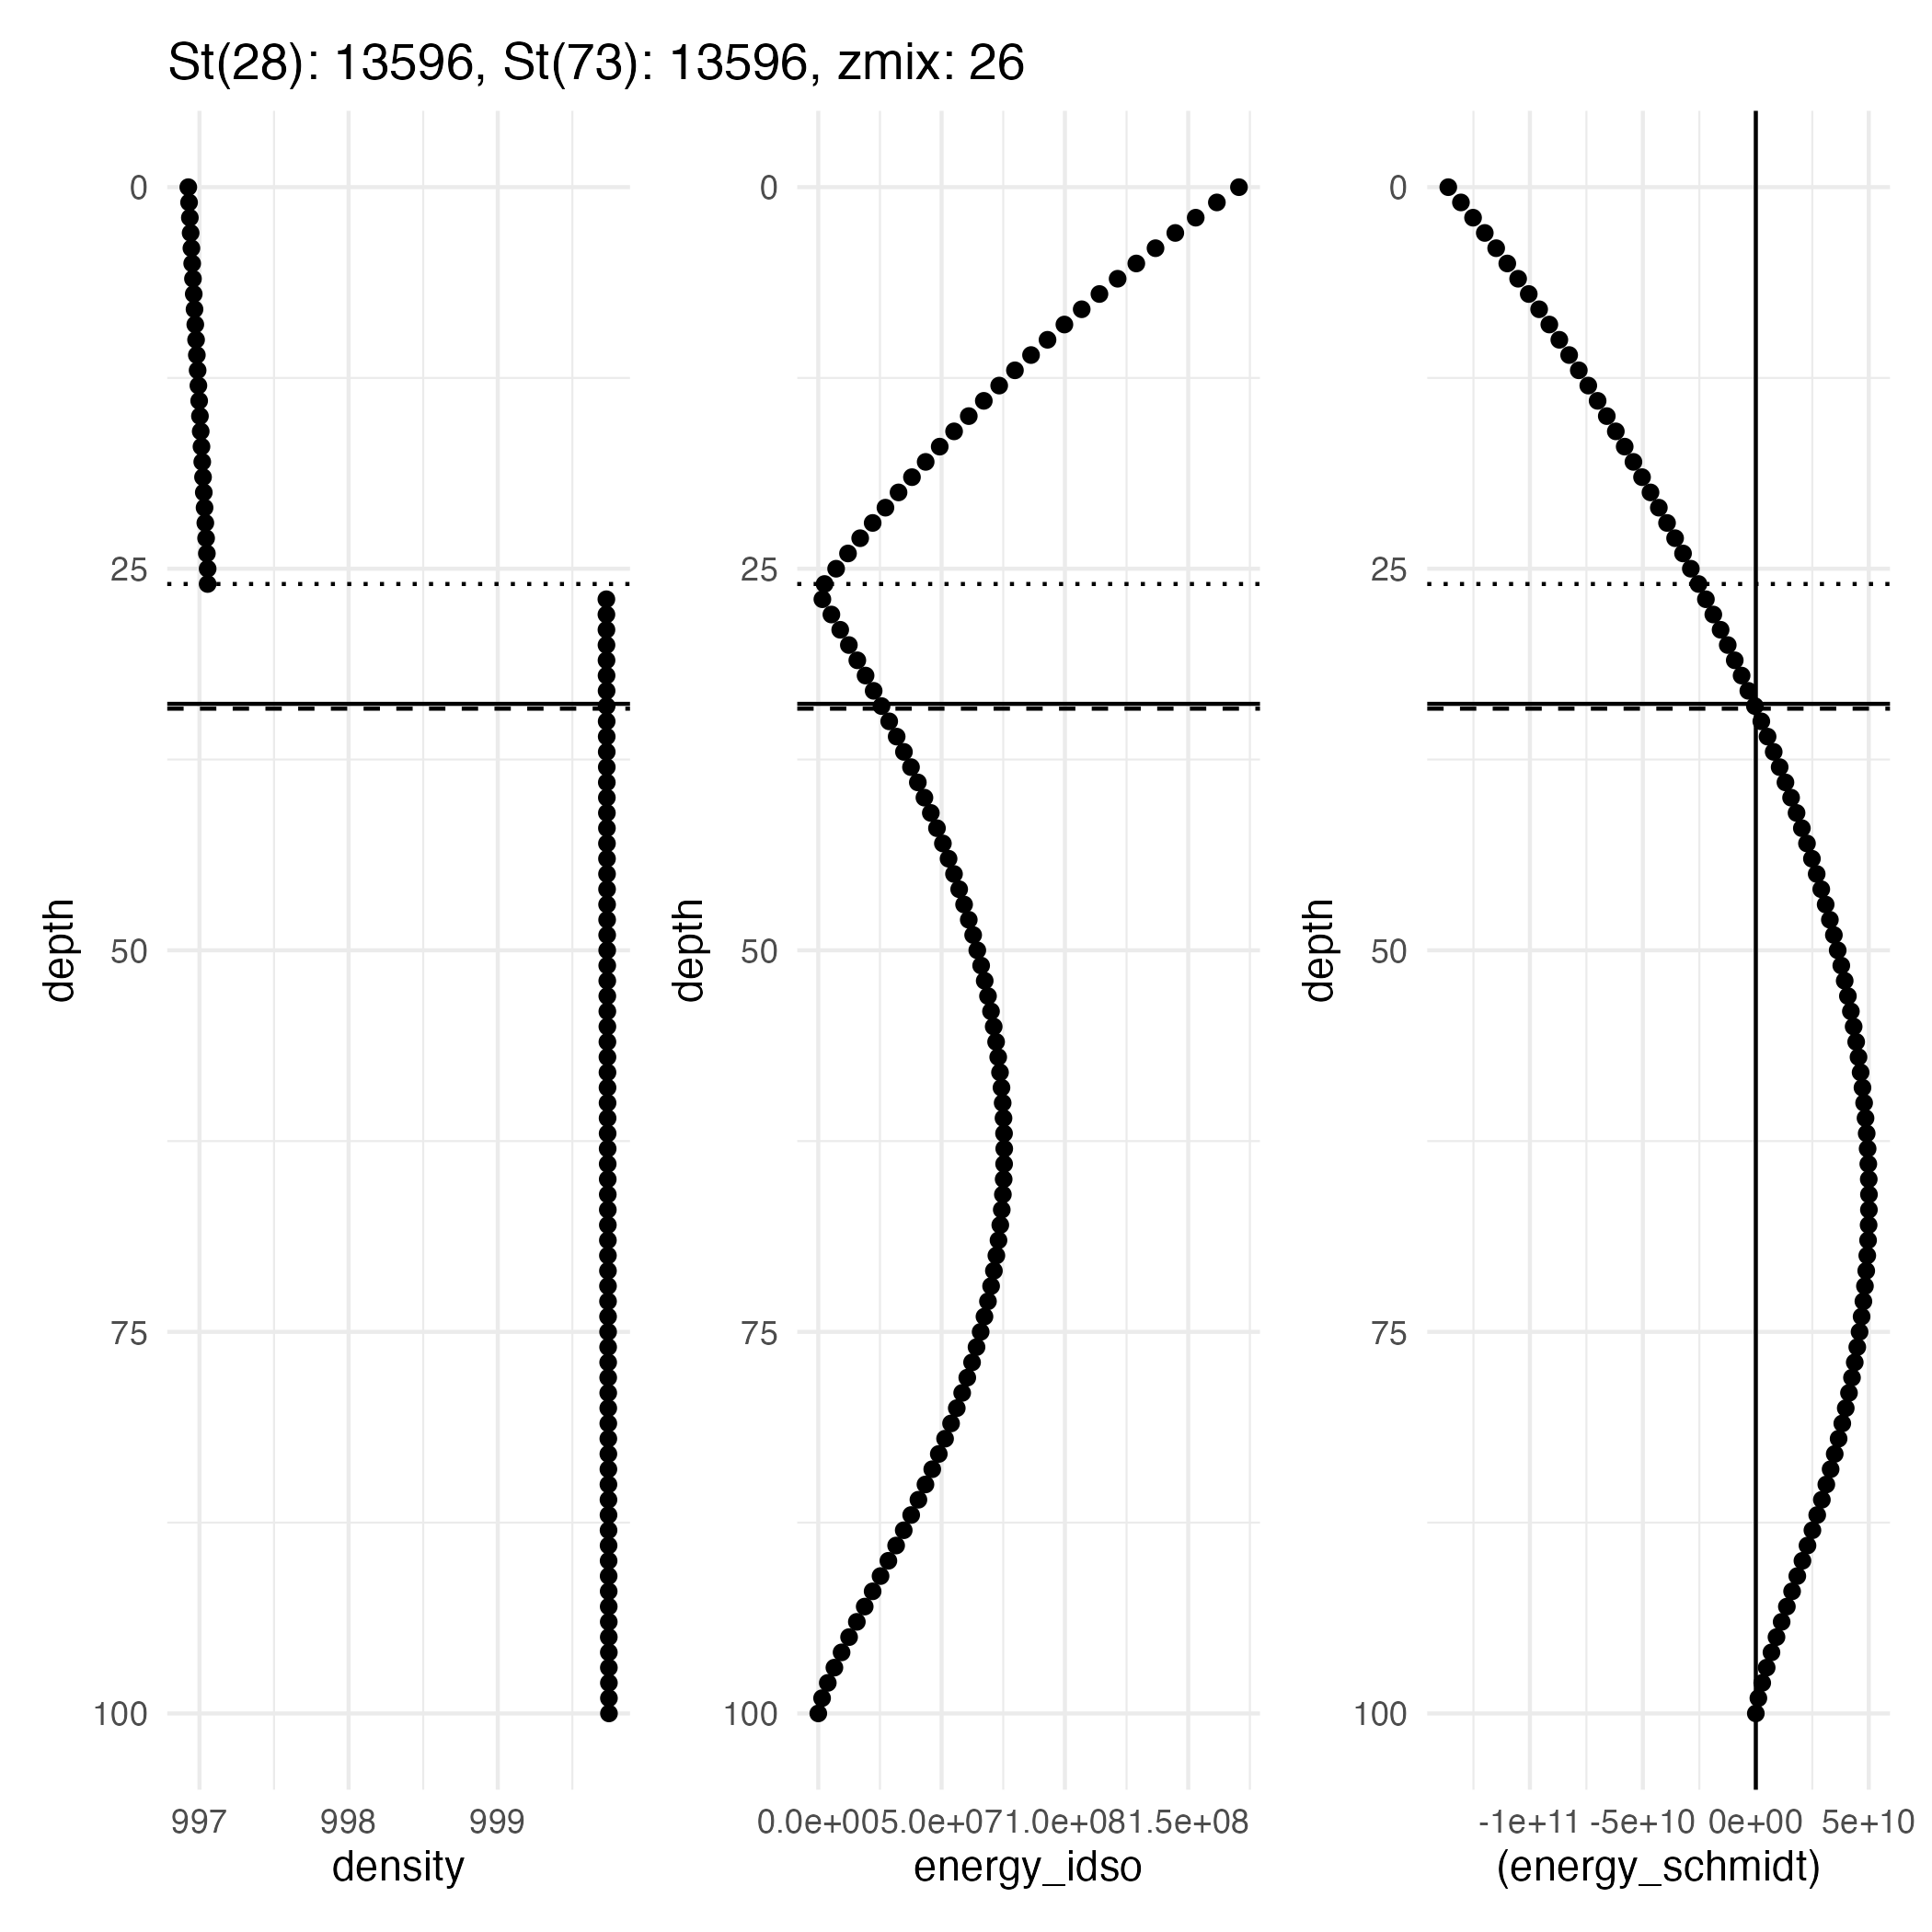 St(28): 13596, St(73): 13596, zmix: 26
0
25
50
75
100
depth
997 998 999
density
0
25
50
75
100
depth
0.0e+005.0e+071.0e+081.5e+08
energy_idso
0
25
50
75
100
depth
-1e+11 -5e+10 0e+00 5e+10
(energy_schmidt)